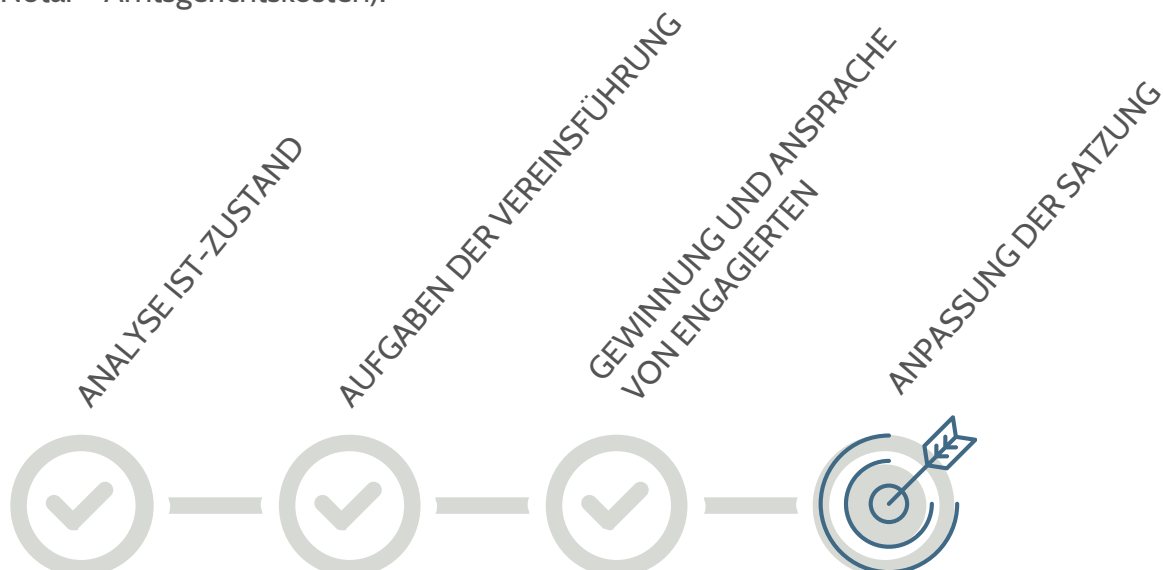 ANALYSE IST-ZUSTAND
AUFGABEN DER VEREINSFÜHRUNG
GEWINNUNG UND ANSPRACHE
VON ENGAGIERTEN
ANPASSUNG DER SATZUNG